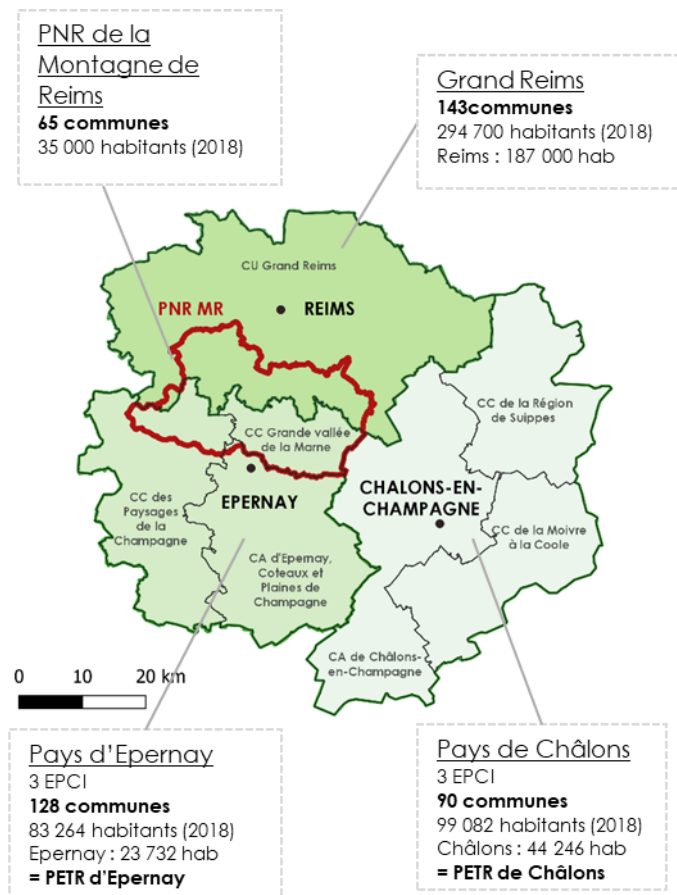 PNR de la
Montagne de
Reims
65 communes
35 000 habitants (2018)
Grand Reims
143communes
294 700 habitants (2018)
Reims : 187 000 hab
CU Grand Reims
PNR MR
REIMS
CC de la Région
de Suippes
CC Grande vallée
de la Marne
CC des
Paysages
de la
Champagne
EPERNAY
CHALONS-EN-
CHAMPAGNE
CC de la Moivre
à la Coole
CA d'Epernay,
Coteaux et
Plaines de
Champagne
CA de Châlons-
en-Champagne
0 10 20 km
Pays d'Epernay
3 EPCI
128 communes
83 264 habitants (2018)
Epernay : 23 732 hab
= PETR d'Epernay
Pays de Châlons
3 EPCI
90 communes
99 082 habitants (2018)
Châlons : 44 246 hab
= PETR de Châlons